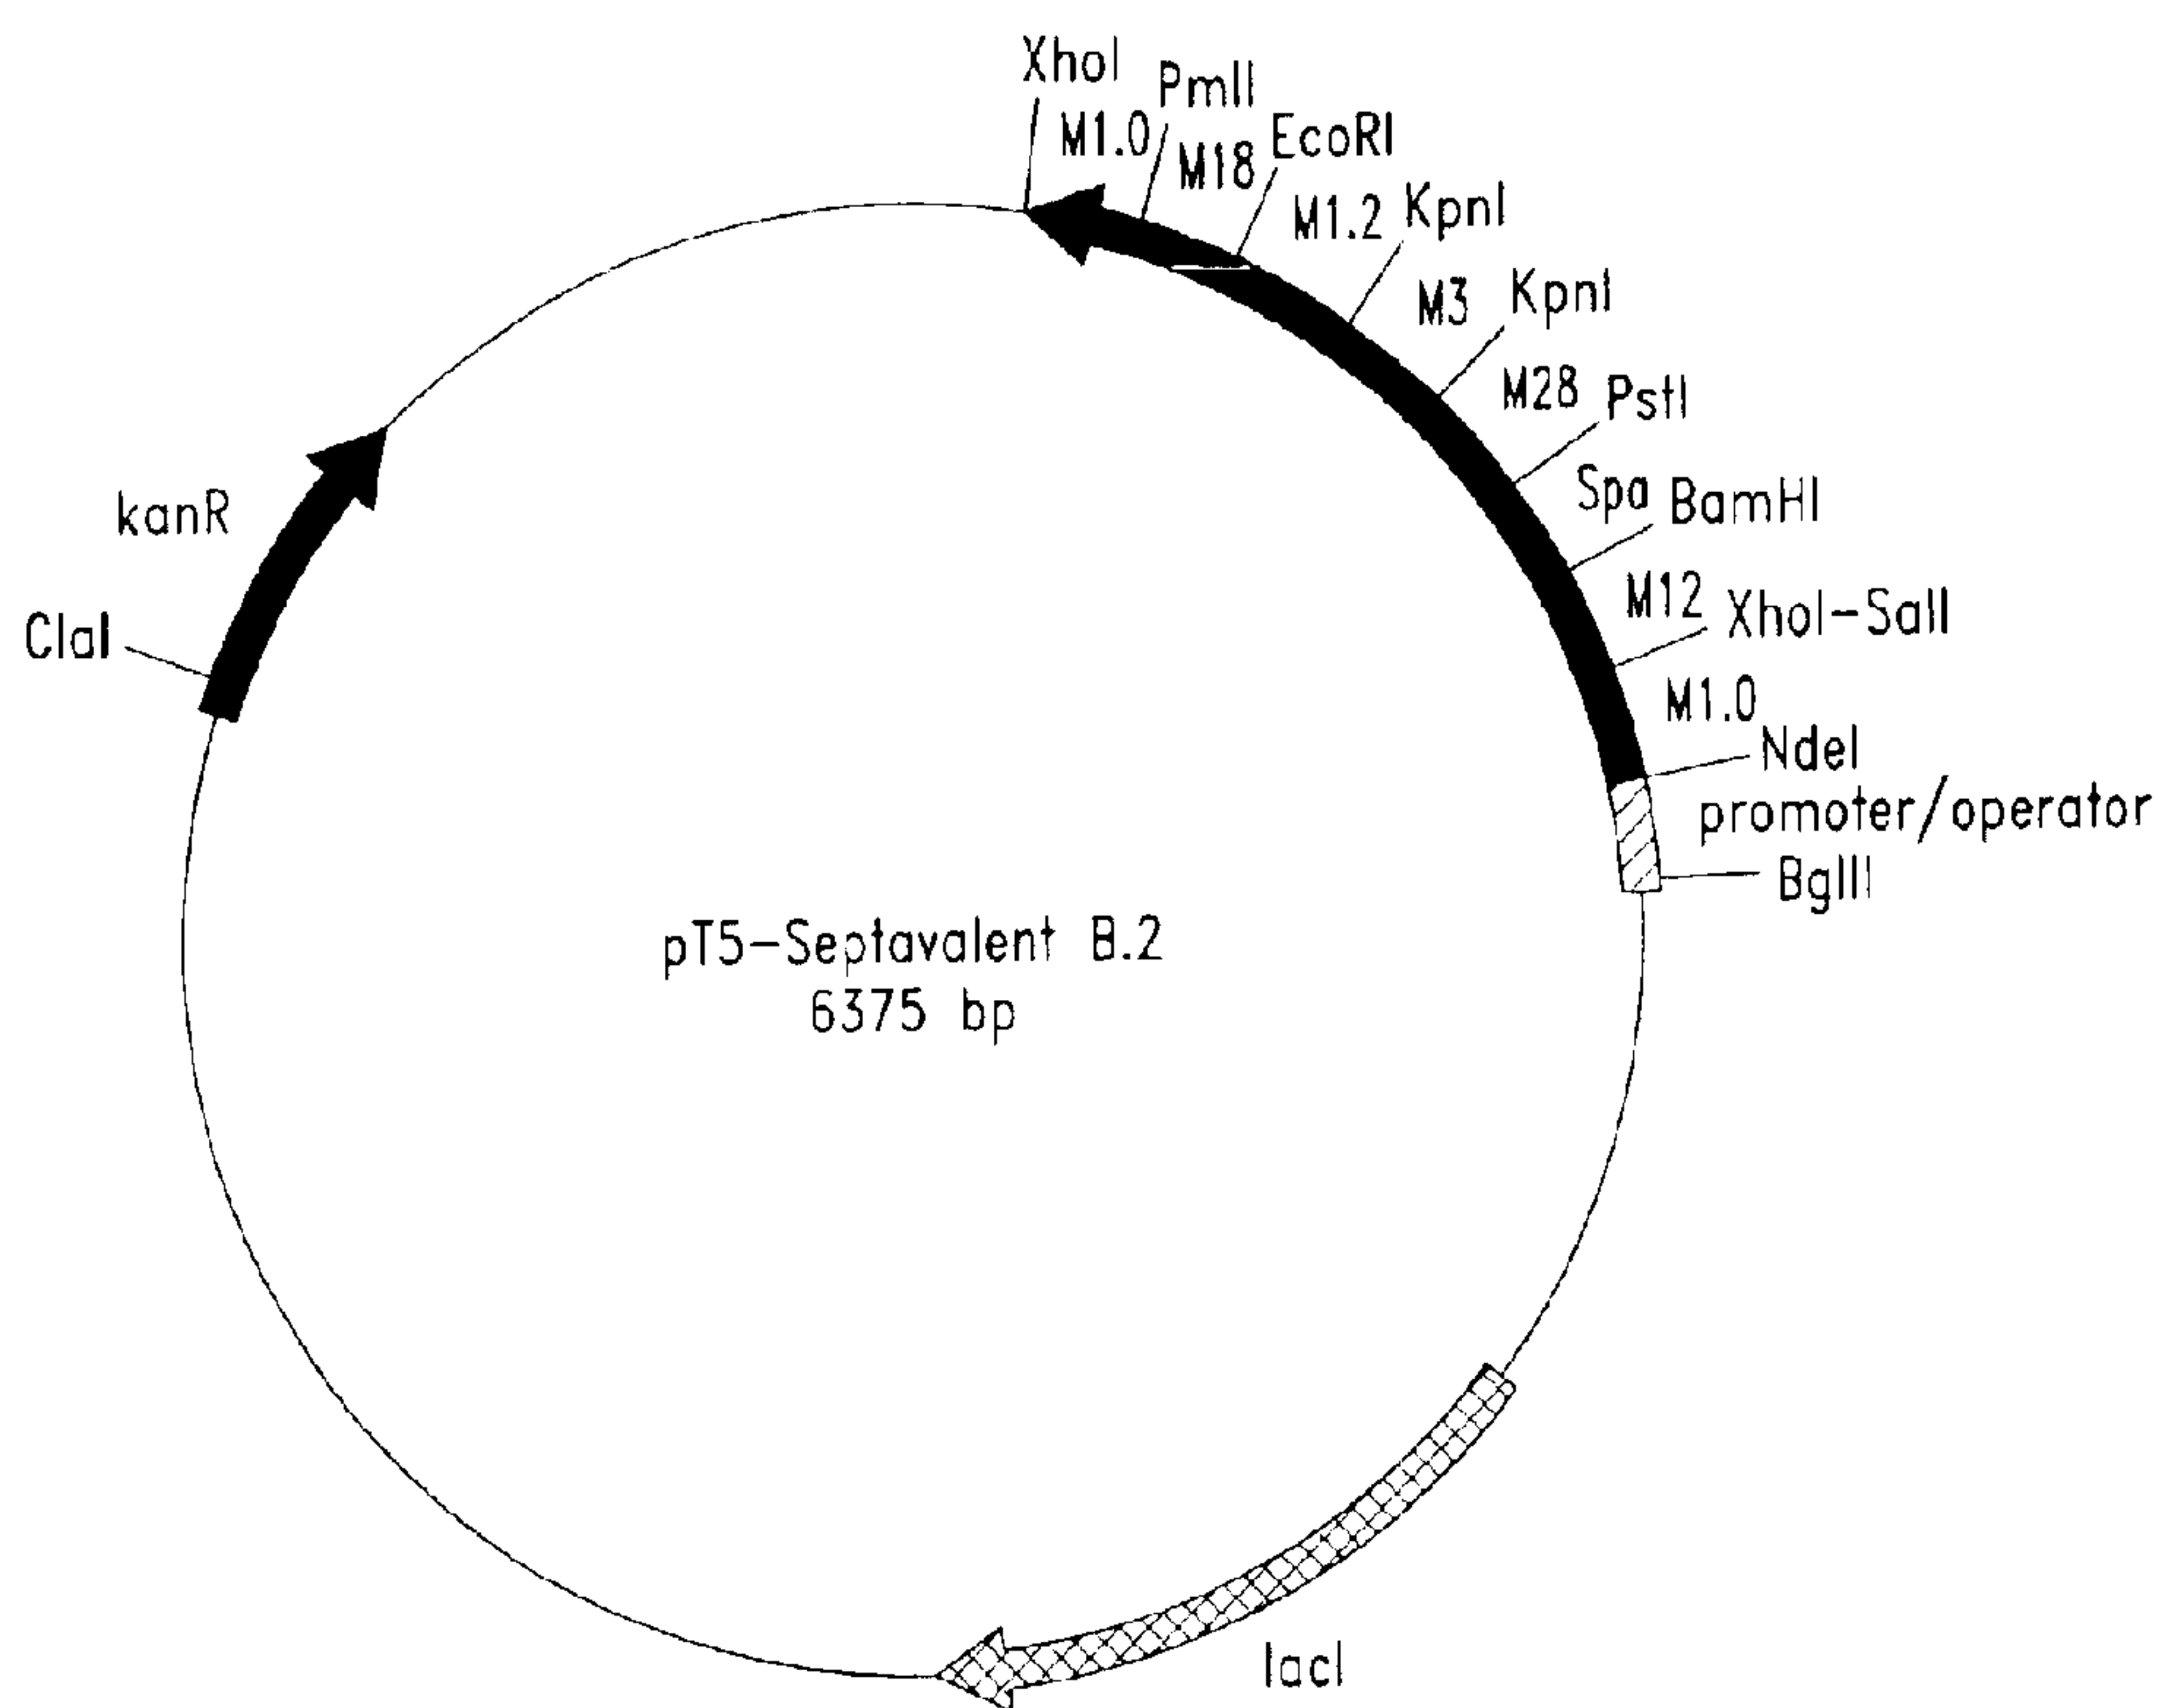 XhoI
M1.0
PmlI
M18
EcoRI
M1.2
KpnI
M3
KpnI
M28
PstI
Spa
BamHI
M12
XhoI-SalI
M1.0
NdeI
promoter/operator
BglII
kanR
ClaI
pT5-Septavalent B.2
6375 bp
lacI